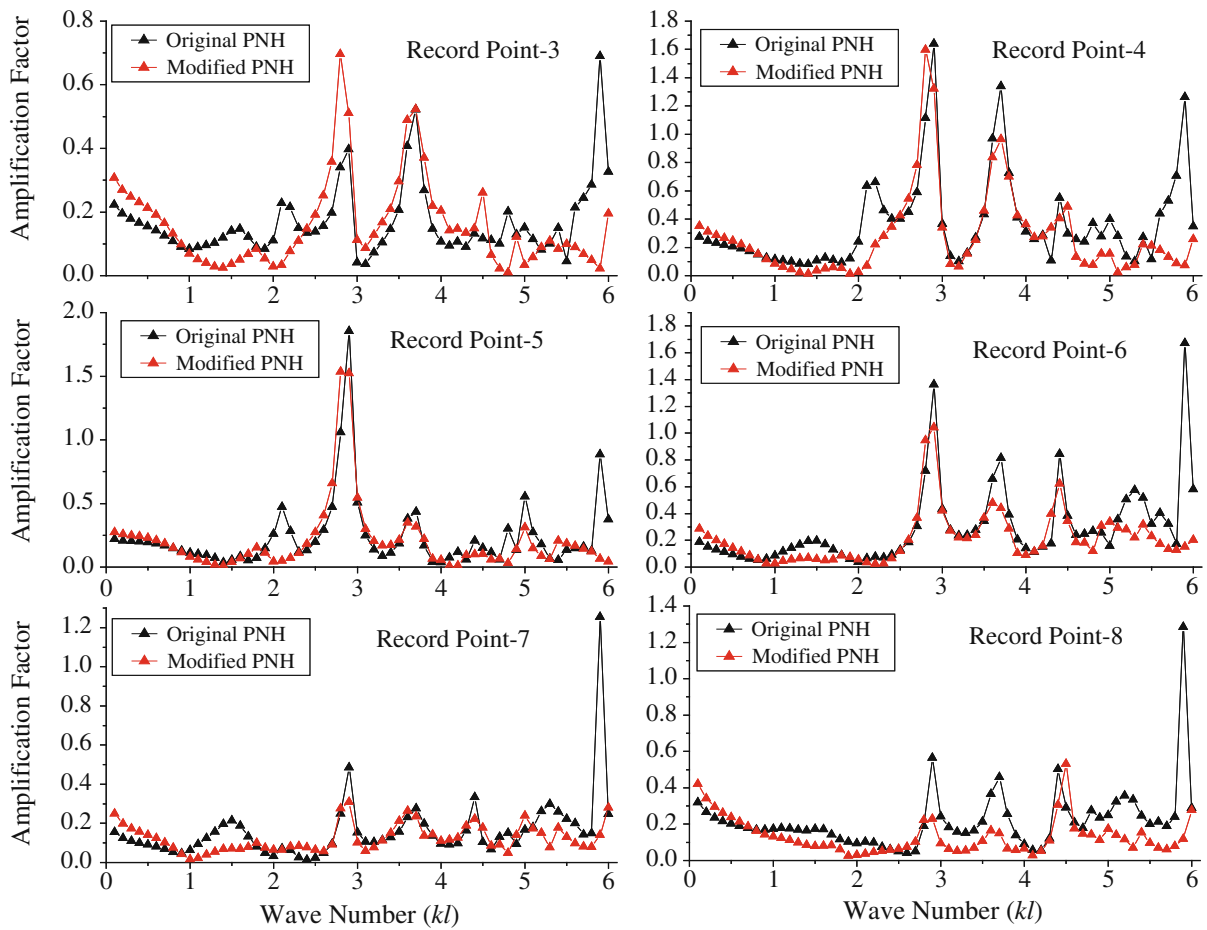 Amplification Factor
0.8
0.6
0.4
0.2
0.0
Original PNH
Modified PNH
Record Point-3
1 2 3 4 5 6
1.8
1.6
1.4
1.2
1.0
0.8
0.6
0.4
0.2
0.0
Original PNH
Modified PNH
Record Point-4
0 1 2 3 4 5 6
Amplification Factor
2.0
1.5
1.0
0.5
0.0
Original PNH
Modified PNH
Record Point-5
0 1 2 3 4 5 6
1.8
1.6
1.4
1.2
1.0
0.8
0.6
0.4
0.2
0.0
Original PNH
Modified PNH
Record Point-6
0 1 2 3 4 5 6
Amplification Factor
1.2
1.0
0.8
0.6
0.4
0.2
0.0
Original PNH
Modified PNH
Record Point-7
0 1 2 3 4 5 6
Wave Number (kl)
1.4
1.2
1.0
0.8
0.6
0.4
0.2
0.0
Original PNH
Modified PNH
Record Point-8
0 1 2 3 4 5 6
Wave Number (kl)